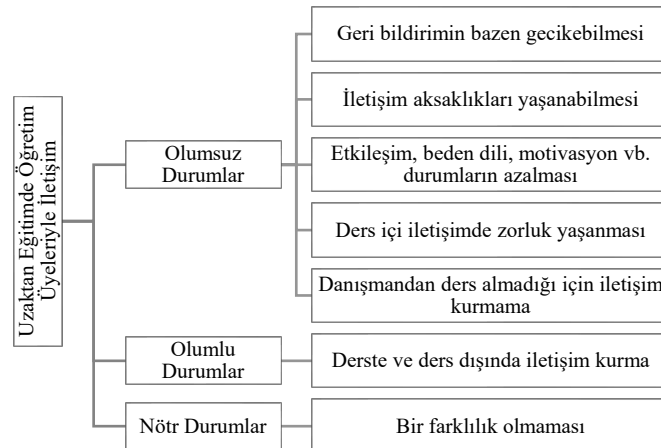 Uzaktan Eğitimde Öğretim
Üyeleriyle İletişim
Olumsuz
Durumlar
Geri bildirimin bazen gecikebilmesi
İletişim aksaklıkları yaşanabilmesi
Etkileşim, beden dili, motivasyon vb.
durumların azalması
Ders içi iletişimde zorluk yaşanması
Danışmandan ders almadığı için iletişim
kurmama
Olumlu
Durumlar
Derste ve ders dışında iletişim kurma
Nötr Durumlar
Bir farklılık olmaması